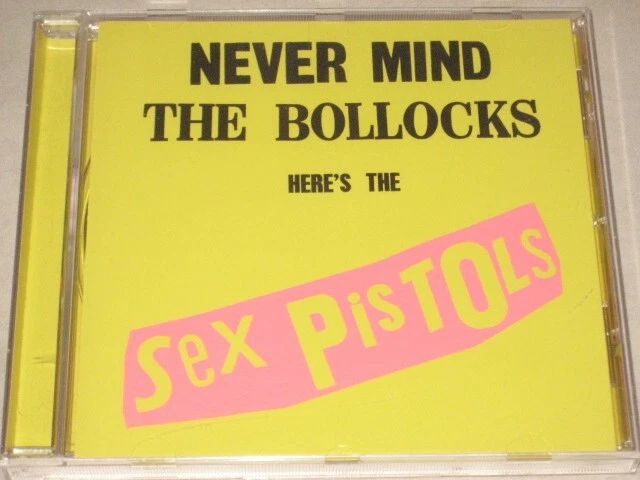 NEVER MIND
THE BOLLOCKS
HERE'S THE
Sex PiSTOLS